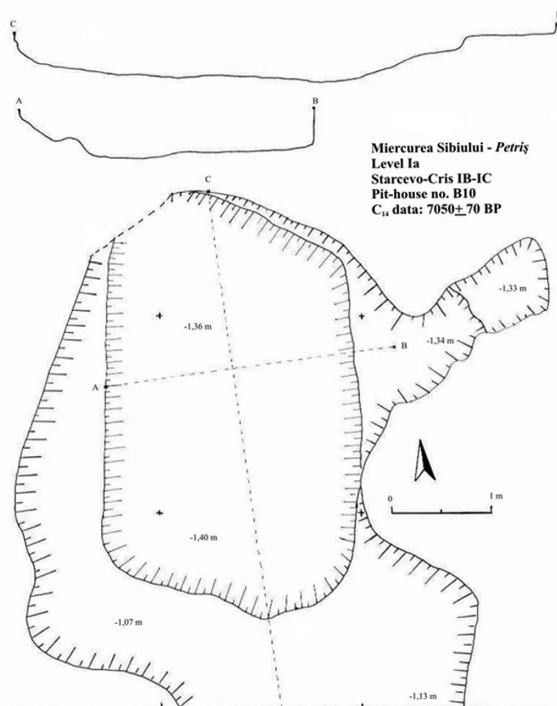 C
A
B
Miercurea Sibiului - Petriş
Level Ia
Starcevo-Cris IB-IC
Pit-house no. B10
C₁₄ data: 7050±70 BP
C
-1,33 m
-1,36 m
-1,34 m
B
A
0 1 m
-1,40 m
-1,07 m
-1,13 m